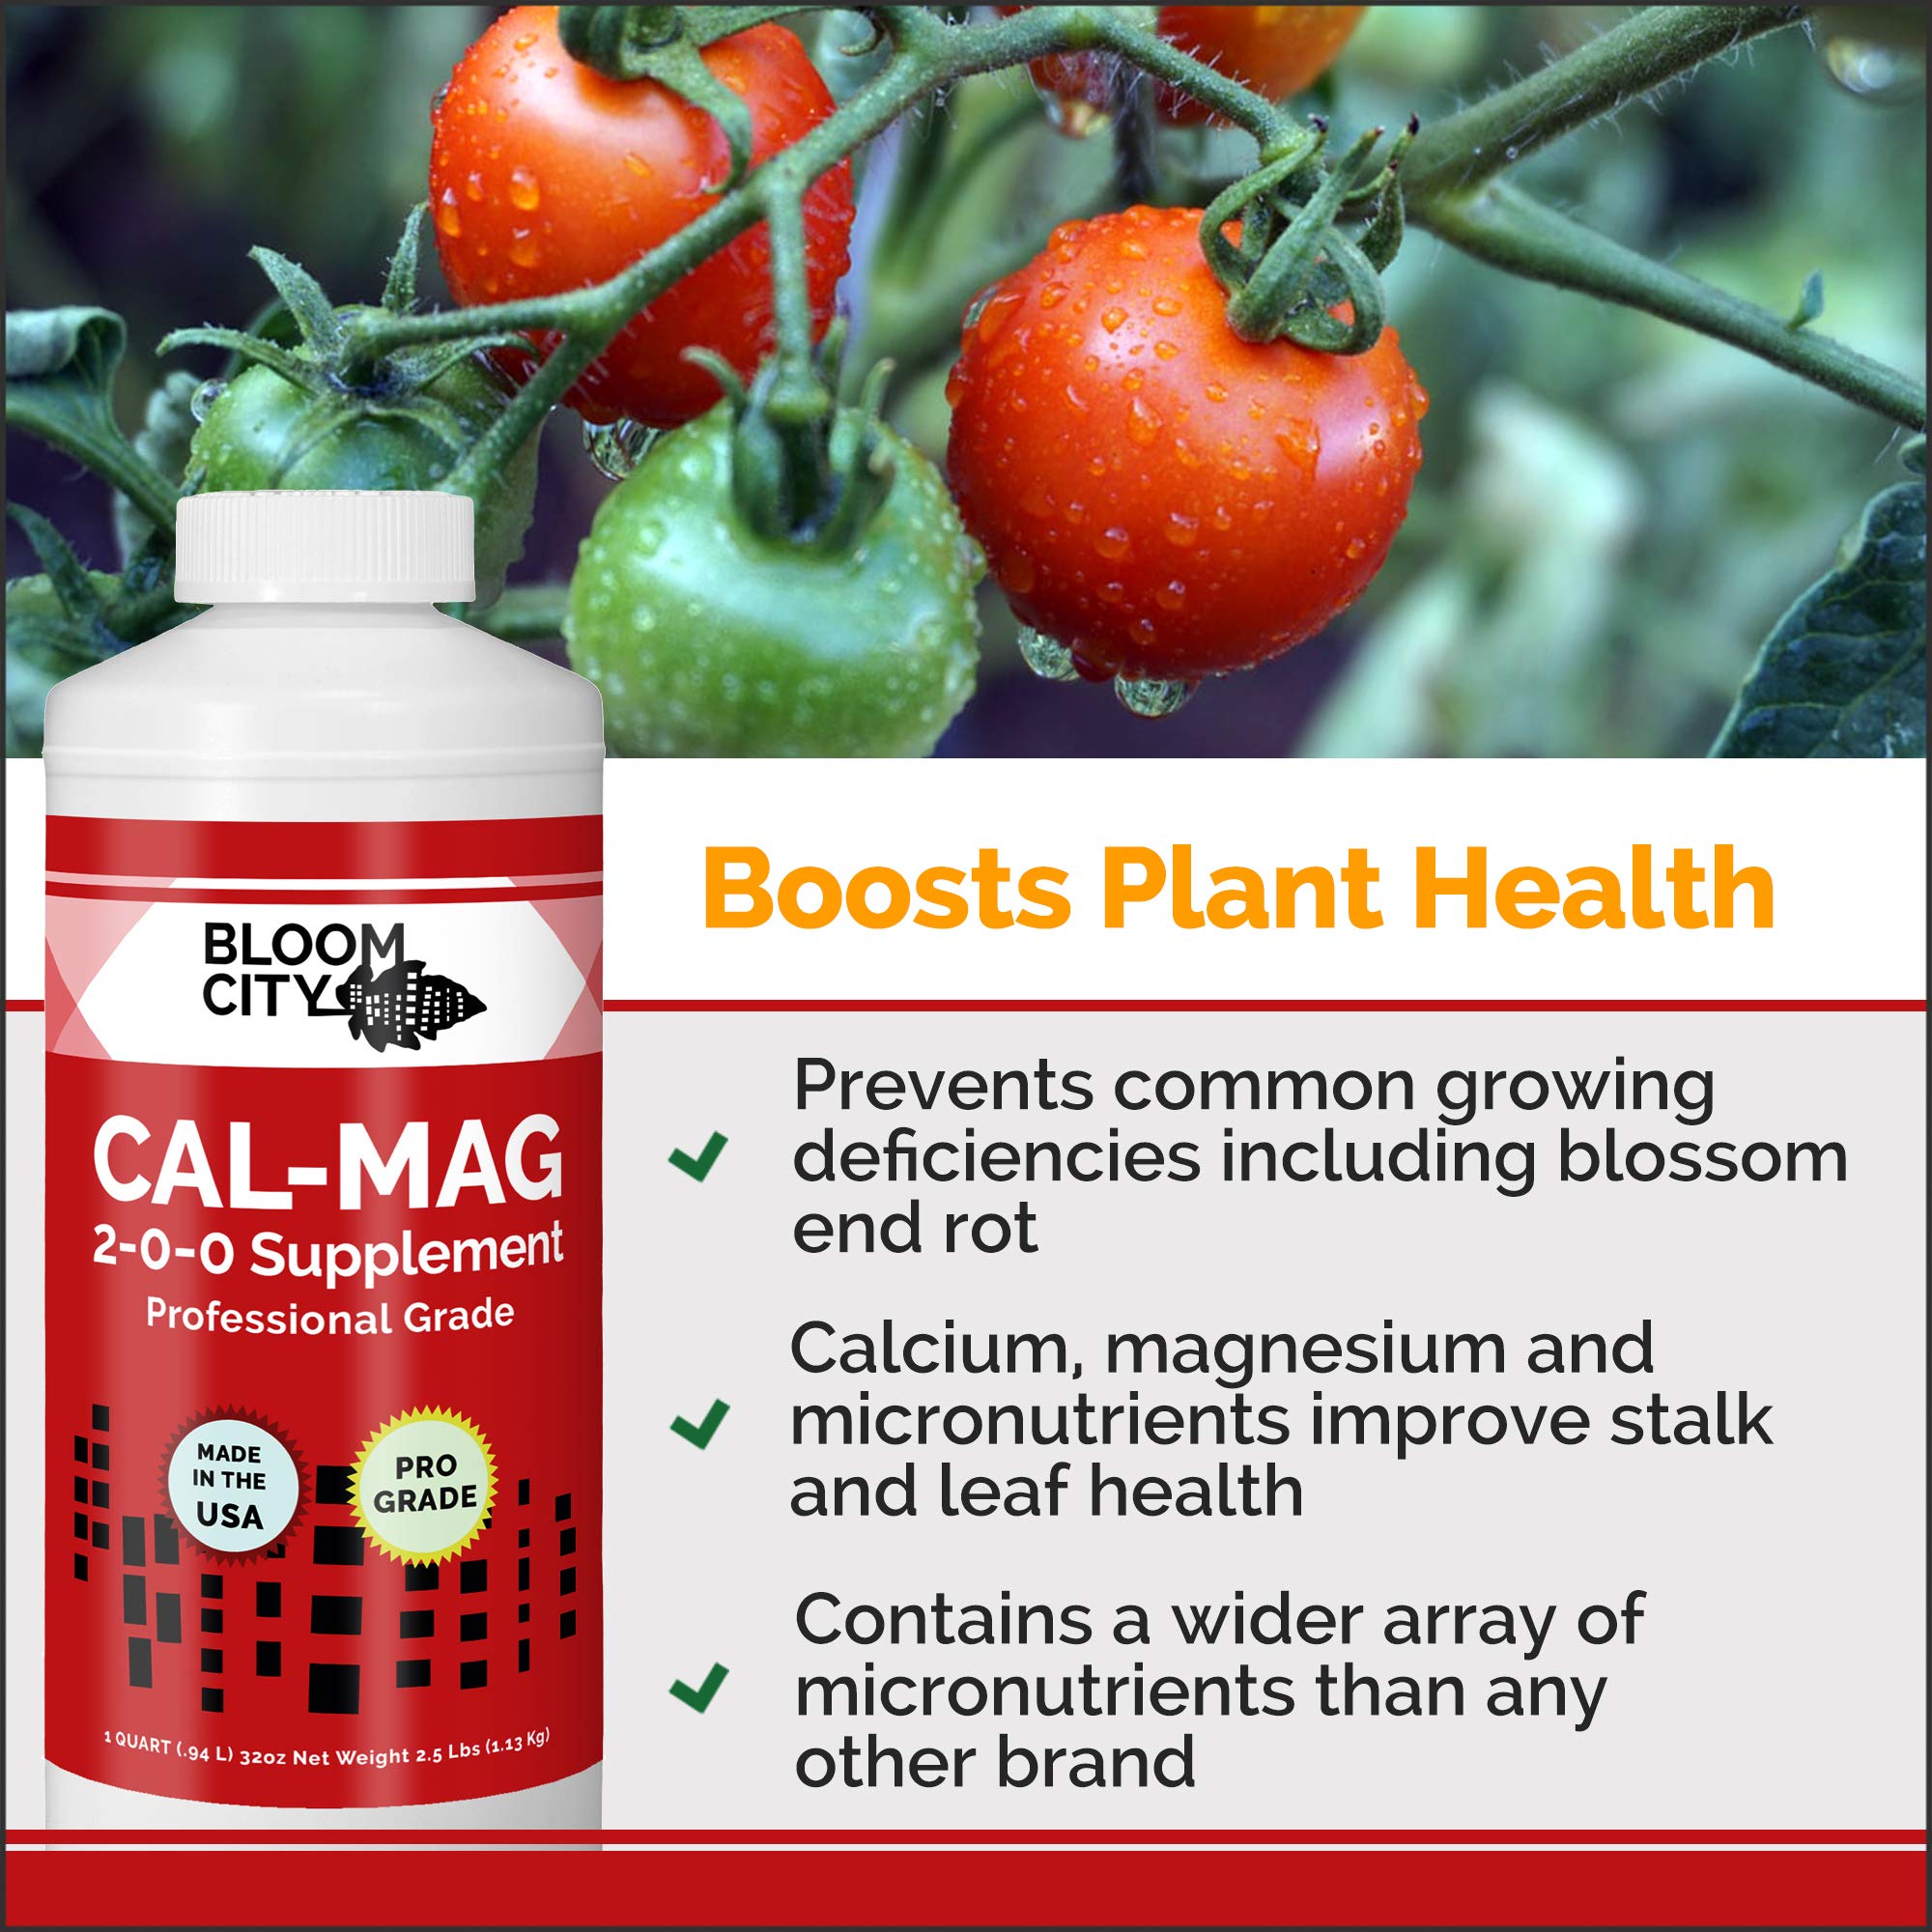 Boosts Plant Health
BLOOM
CITY
CAL-MAG
2-0-0 Supplement
Professional Grade
MADE
IN THE
USA
PRO
GRADE
1 QUART (.94 L) 32oz Net Weight 2.5 Lbs (1.13 Kg)
Prevents common growing
deficiencies including blossom
end rot
Calcium, magnesium and
micronutrients improve stalk
and leaf health
Contains a wider array of
micronutrients than any
other brand